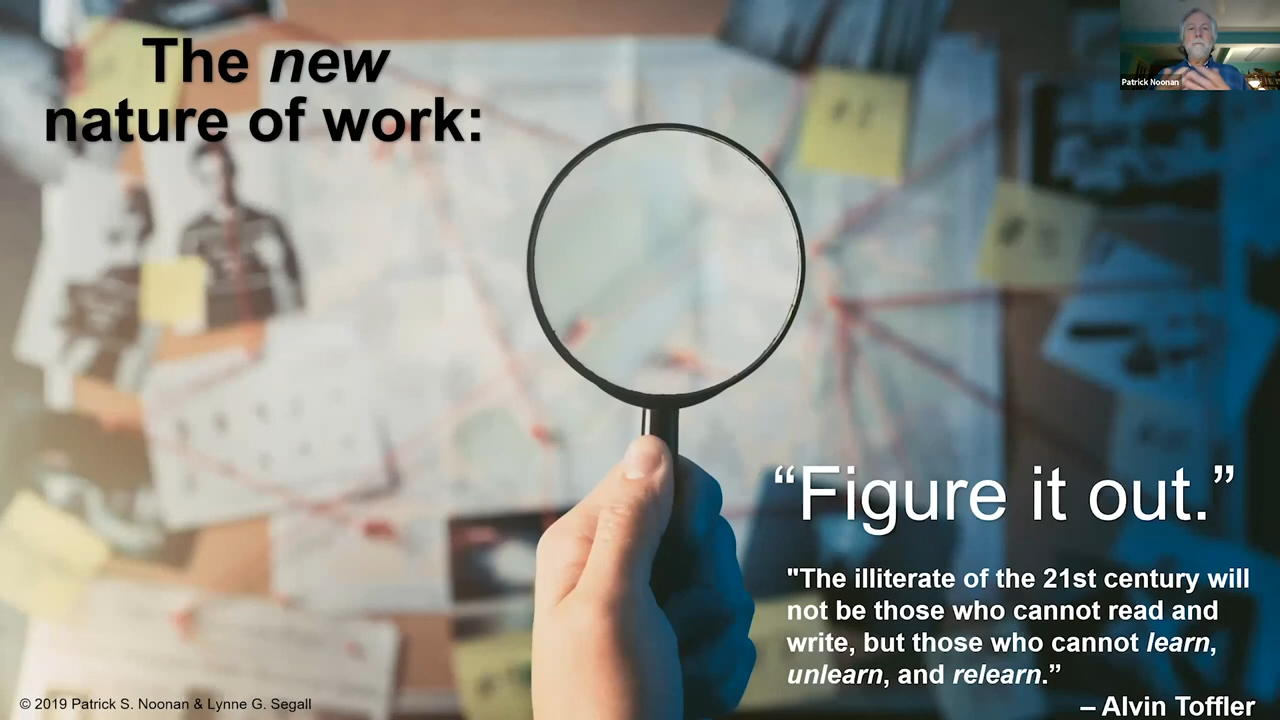 The new
nature of work:
Patrick Noonan
“Figure it out.”
"The illiterate of the 21st century will
not be those who cannot read and
write, but those who cannot learn,
unlearn, and relearn.”
– Alvin Toffler
© 2019 Patrick S. Noonan & Lynne G. Segall